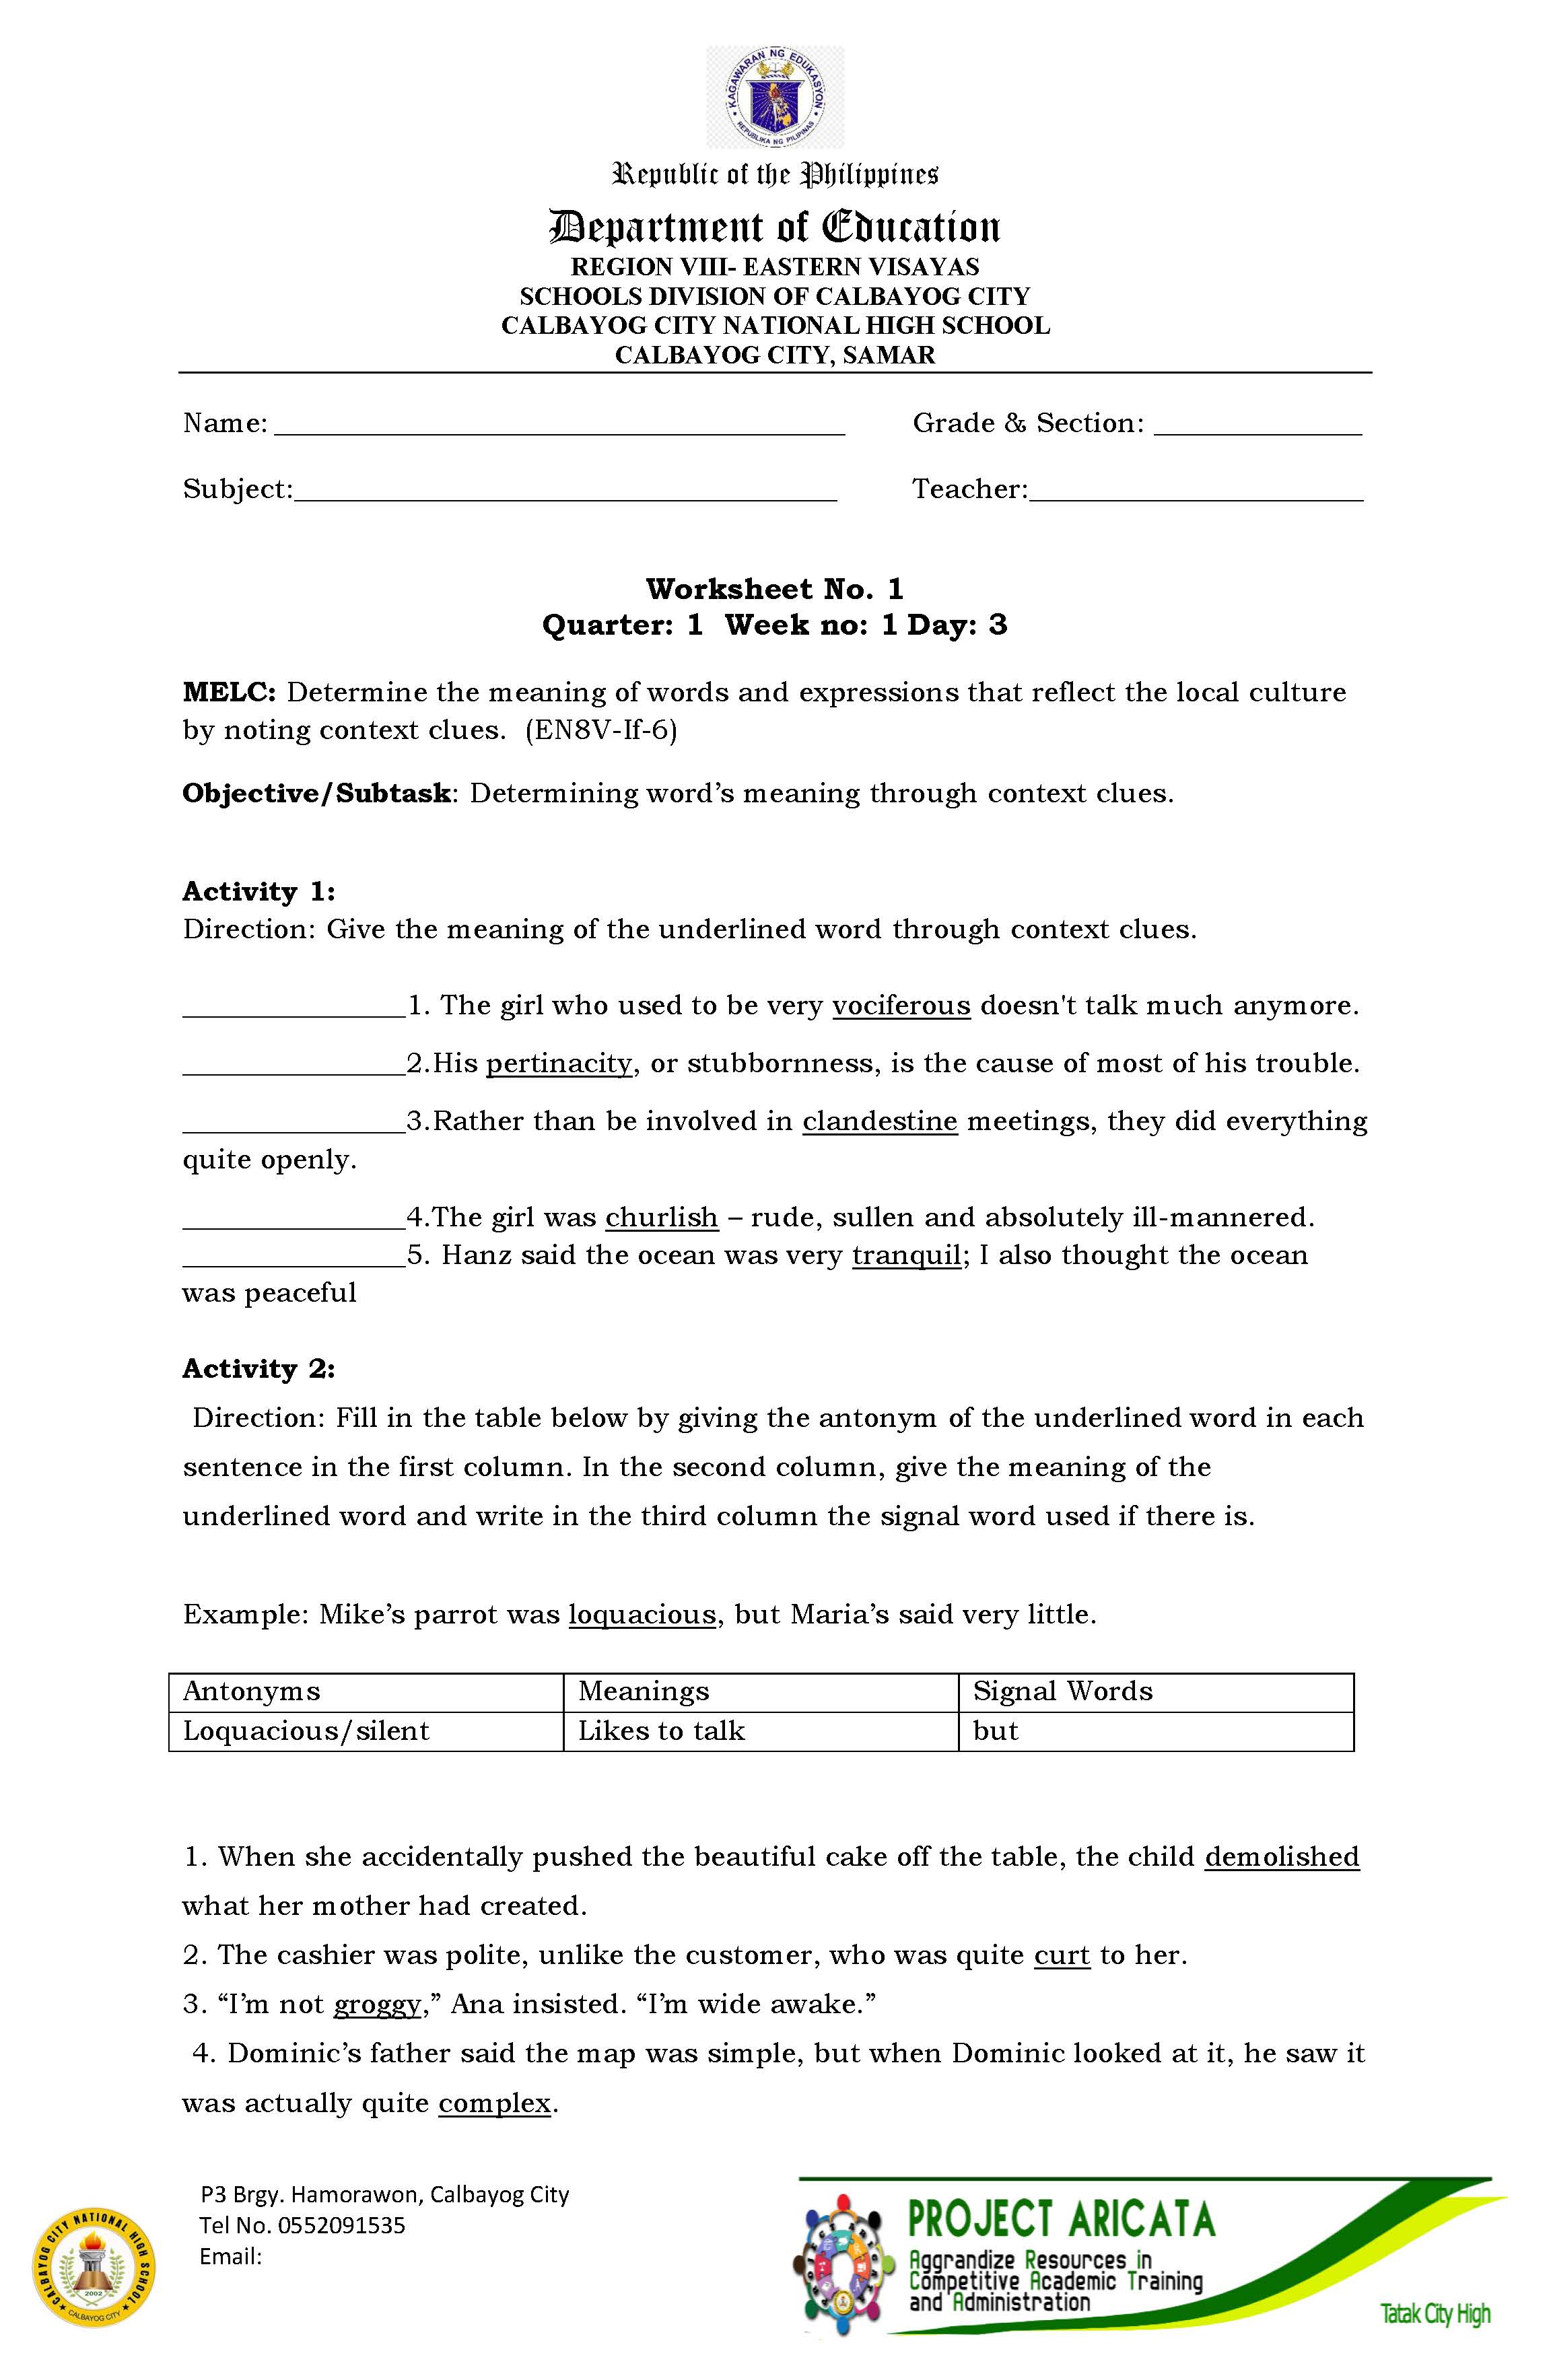 KAGAWARAN NG EDUKASYON
REPUBLIKA NG PILIPINAS
Republic of the Philippines
Department of Education
REGION VIII- EASTERN VISAYAS
SCHOOLS DIVISION OF CALBAYOG CITY
CALBAYOG CITY NATIONAL HIGH SCHOOL
CALBAYOG CITY, SAMAR
Name: ____________________ Grade & Section: __________
Subject:____________________ Teacher:____________________
Worksheet No. 1
Quarter: 1 Week no: 1 Day: 3
MELC: Determine the meaning of words and expressions that reflect the local culture
by noting context clues. (EN8V-If-6)
Objective/Subtask: Determining word’s meaning through context clues.
Activity 1:
Direction: Give the meaning of the underlined word through context clues.
______________1. The girl who used to be very vociferous doesn't talk much anymore.
______________2.His pertinacity, or stubbornness, is the cause of most of his trouble.
______________3.Rather than be involved in clandestine meetings, they did everything
quite openly.
______________4.The girl was churlish – rude, sullen and absolutely ill-mannered.
______________5. Hanz said the ocean was very tranquil; I also thought the ocean
was peaceful
Activity 2:
Direction: Fill in the table below by giving the antonym of the underlined word in each
sentence in the first column. In the second column, give the meaning of the
underlined word and write in the third column the signal word used if there is.
Example: Mike’s parrot was loquacious, but Maria’s said very little.
Antonyms Meanings Signal Words
Loquacious/silent Likes to talk but
1. When she accidentally pushed the beautiful cake off the table, the child demolished
what her mother had created.
2. The cashier was polite, unlike the customer, who was quite curt to her.
3. “I’m not groggy,” Ana insisted. “I’m wide awake.”
4. Dominic’s father said the map was simple, but when Dominic looked at it, he saw it
was actually quite complex.
P3 Brgy. Hamorawon, Calbayog City
Tel No. 0552091535
Email:
CALBAYOG CITY NATIONAL HIGH SCHOOL
2002
CALBAYOG CITY
PROJECT ARICATA
Aggrandize Resources in
Competitive Academic Training
and Administration
Tatak City High